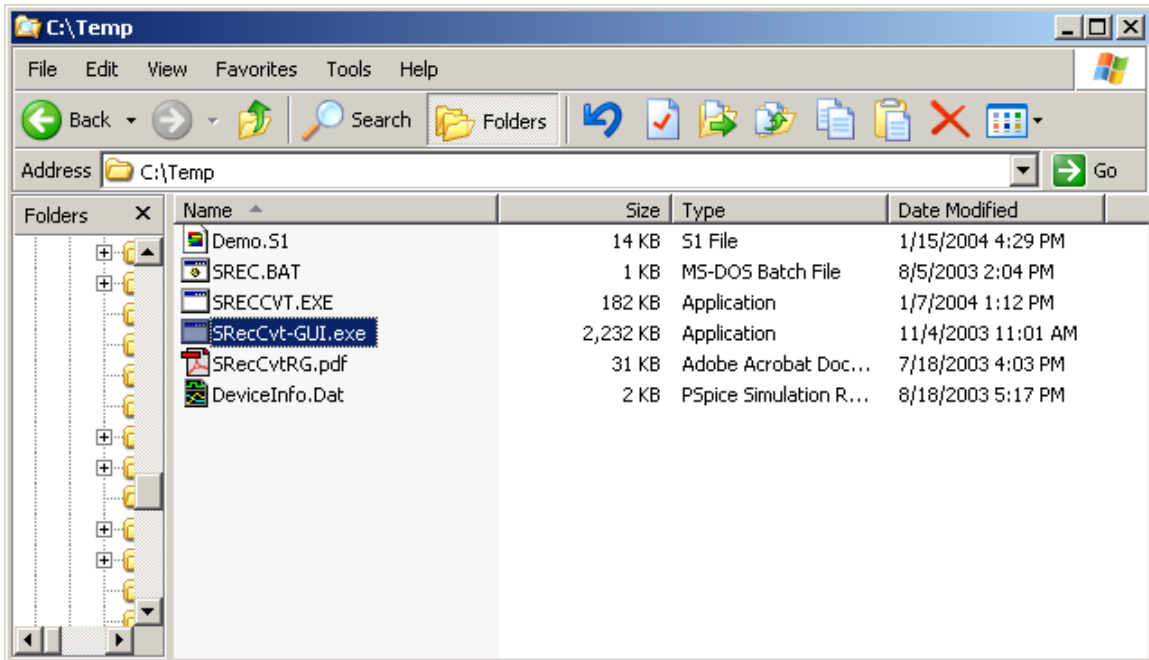 C:\Temp
File Edit View Favorites Tools Help
Back Search Folders
Address C:\Temp Go
Folders Name Size Type Date Modified
Demo.S1 14 KB S1 File 1/15/2004 4:29 PM
SREC.BAT 1 KB MS-DOS Batch File 8/5/2003 2:04 PM
SRECCVT.EXE 182 KB Application 1/7/2004 1:12 PM
SRecCvt-GUI.exe 2,232 KB Application 11/4/2003 11:01 AM
SRecCvtRG.pdf 31 KB Adobe Acrobat Doc... 7/18/2003 4:03 PM
DeviceInfo.Dat 2 KB PSpice Simulation R... 8/18/2003 5:17 PM